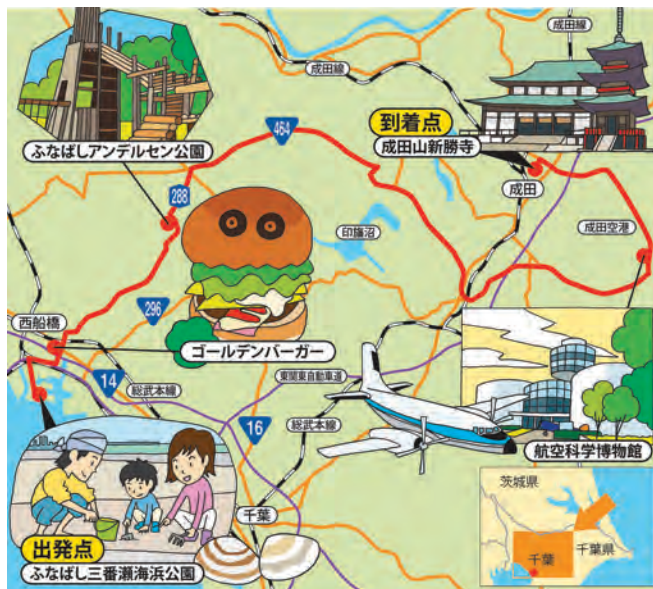 成田線
成田線
464
到着点
成田山新勝寺
ふなばしアンデルセン公園
288
成田
成田空港
印旛沼
296
西船橋
ゴールデンバーガー
14
総武本線
東関東自動車道
16
総武本線
航空科学博物館
千葉
出発点
ふなばし三番瀬海浜公園
茨城県
千葉県
千葉